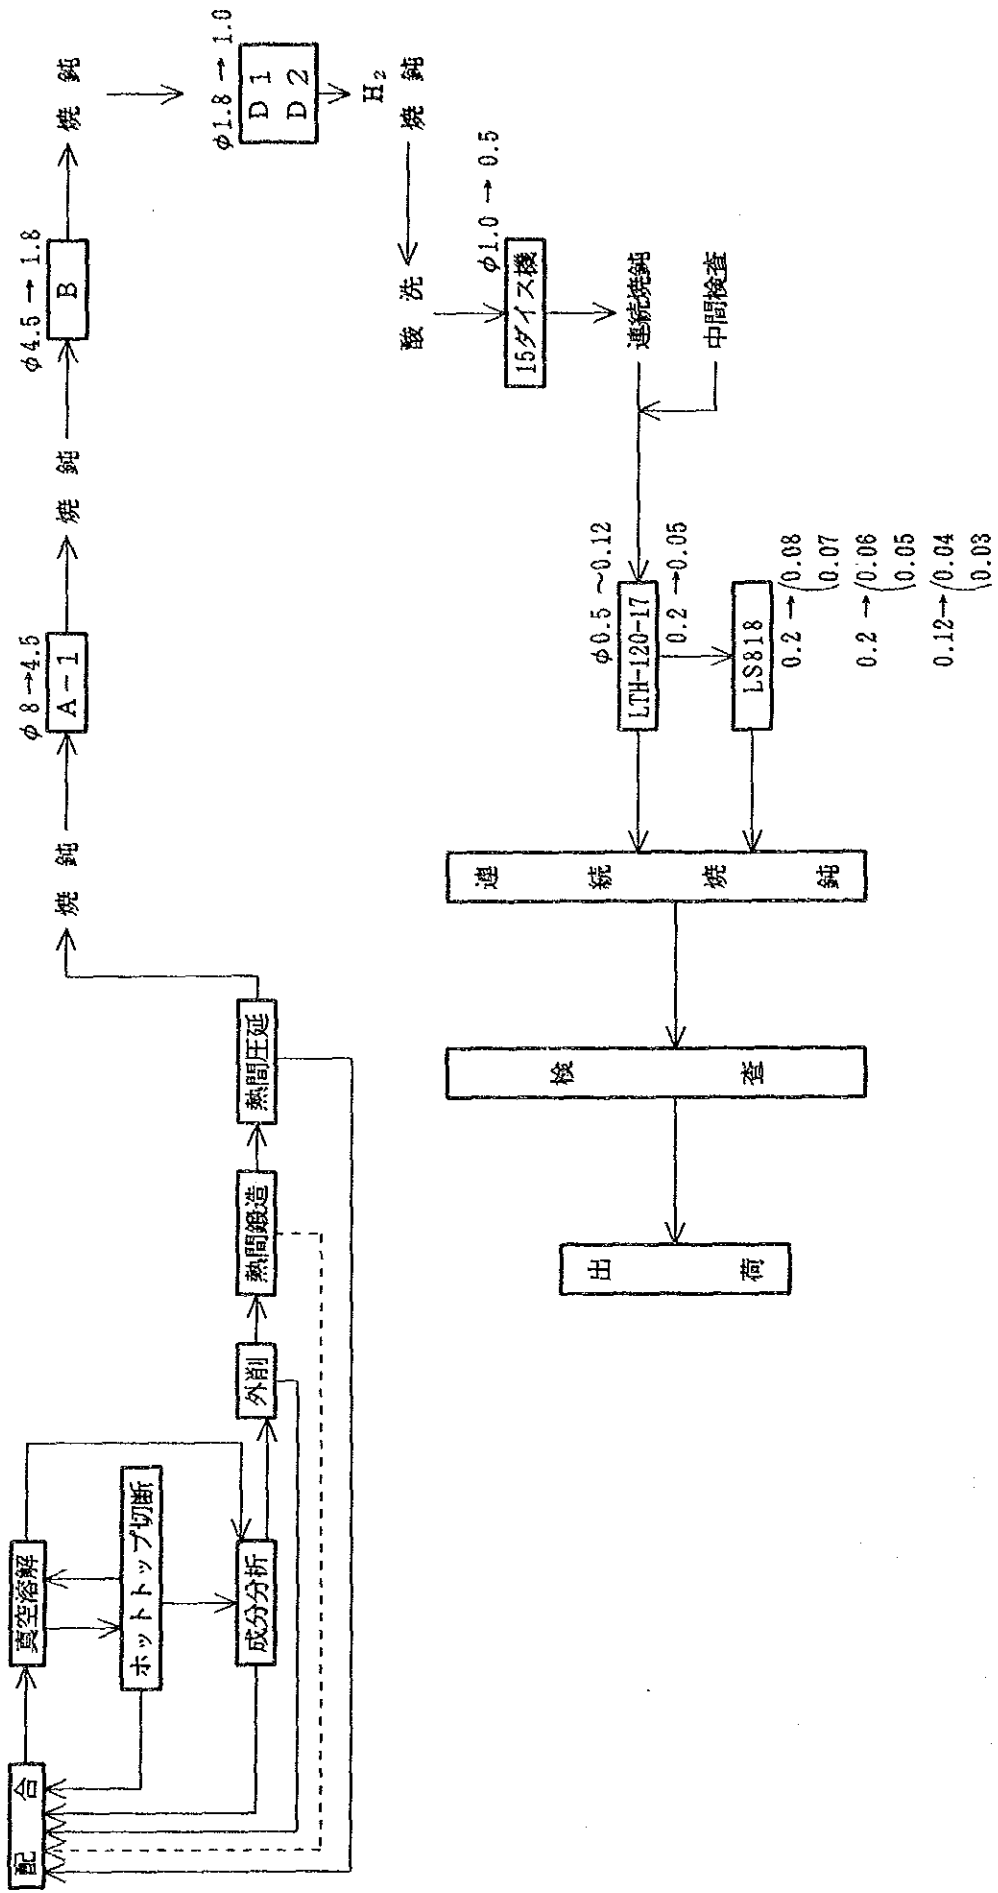 配合
真空溶解
ホットトップ切断
成分分析
外削
熱間鍛造
熱間圧延
焼鈍
φ8→4.5
A-1
焼鈍
φ4.5→1.8
B
焼鈍
φ1.8→1.0
D1
D2
H₂
焼鈍
酸洗
φ1.0→0.5
15ダイス機
連続焼鈍
中間検査
φ0.5~0.12
LTH-120-17
0.2→0.05
LS818
0.2→(0.08
0.07
0.2→(0.06
0.05
0.12→(0.04
0.03
連続焼鈍
検査
出荷